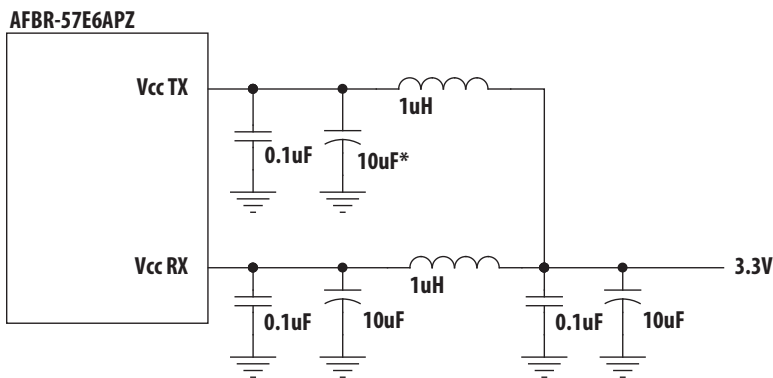 AFBR-57E6APZ
Vcc TX
1uH
0.1uF
10uF*
Vcc RX
3.3V
1uH
0.1uF
10uF
0.1uF
10uF